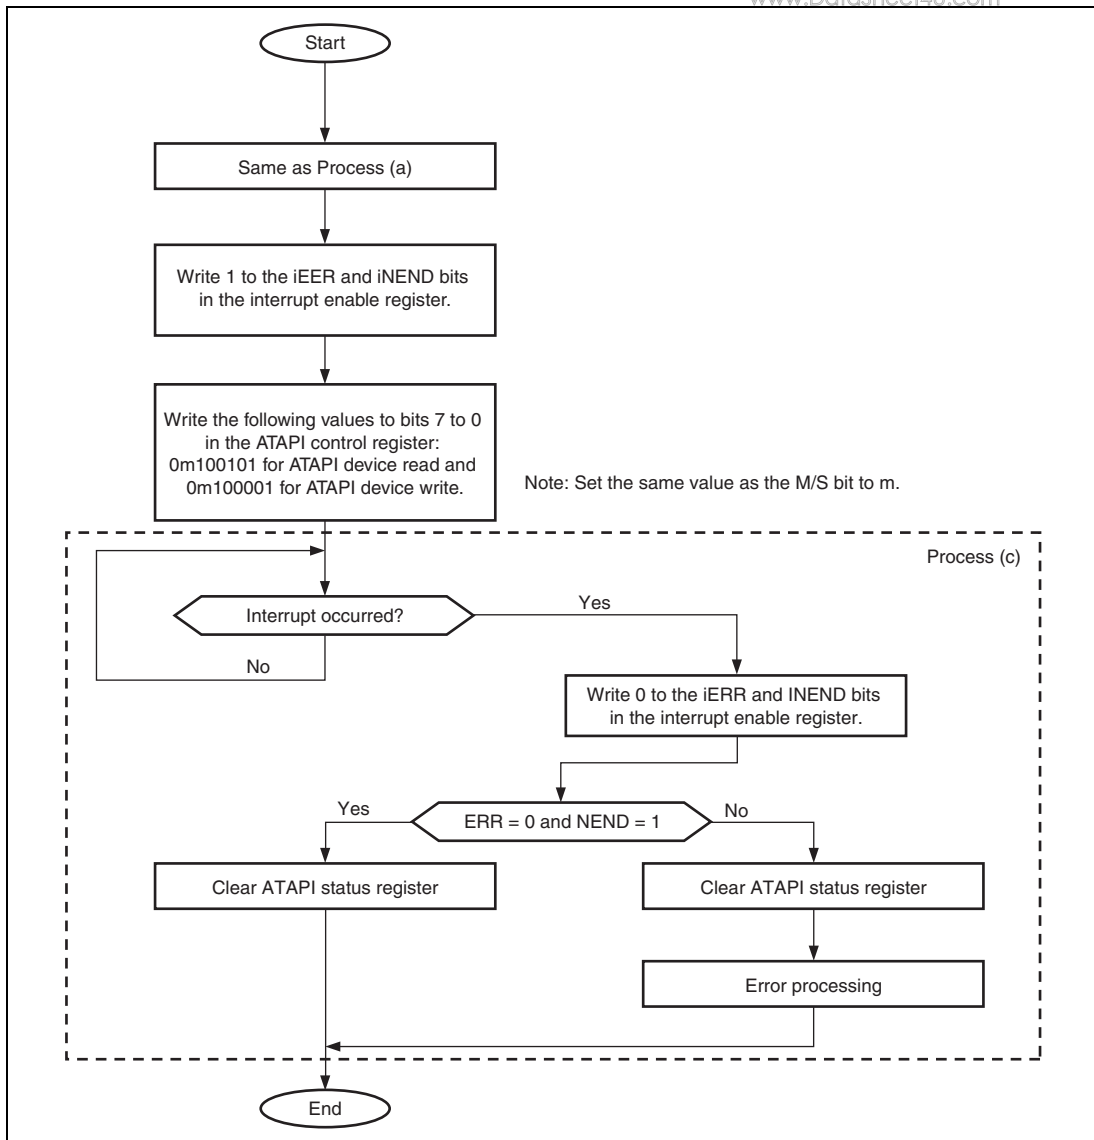 www.DataSheet4U.com
Start
Same as Process (a)
Write 1 to the iEER and iNEND bits
in the interrupt enable register.
Write the following values to bits 7 to 0
in the ATAPI control register:
0m100101 for ATAPI device read and
0m100001 for ATAPI device write.
Note: Set the same value as the M/S bit to m.
Process (c)
Interrupt occurred?
Yes
No
Write 0 to the iERR and INEND bits
in the interrupt enable register.
Yes
ERR = 0 and NEND = 1
No
Clear ATAPI status register
Clear ATAPI status register
Error processing
End